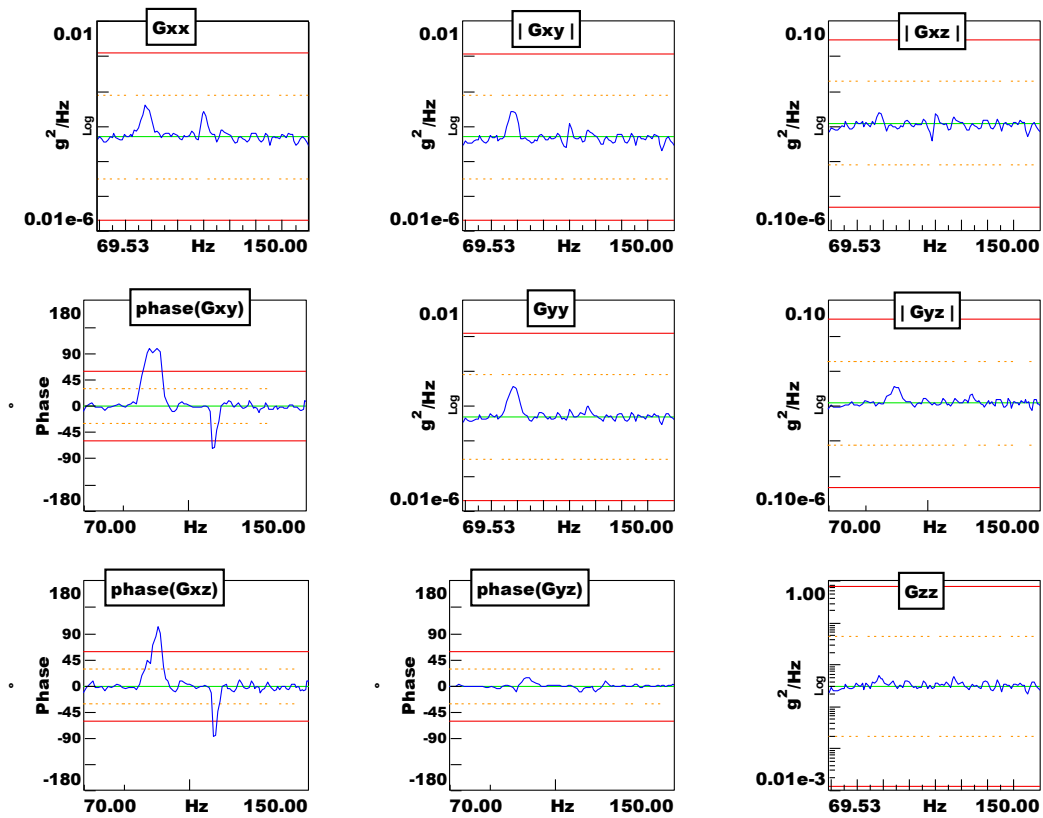 Gxx
0.01
g²/Hz
Log
0.01e-6
69.53 Hz 150.00
| Gxy |
0.01
g²/Hz
Log
0.01e-6
69.53 Hz 150.00
| Gxz |
0.10
g²/Hz
Log
0.10e-6
69.53 Hz 150.00
phase(Gxy)
180
90
45
0
-45
-90
-180
° Phase
70.00 Hz 150.00
Gyy
0.01
g²/Hz
Log
0.01e-6
69.53 Hz 150.00
| Gyz |
0.10
g²/Hz
Log
0.10e-6
70.00 Hz 150.00
phase(Gxz)
180
90
45
0
-45
-90
-180
° Phase
70.00 Hz 150.00
phase(Gyz)
180
90
45
0
-45
-90
-180
° Phase
70.00 Hz 150.00
Gzz
1.00
g²/Hz
Log
0.01e-3
69.53 Hz 150.00